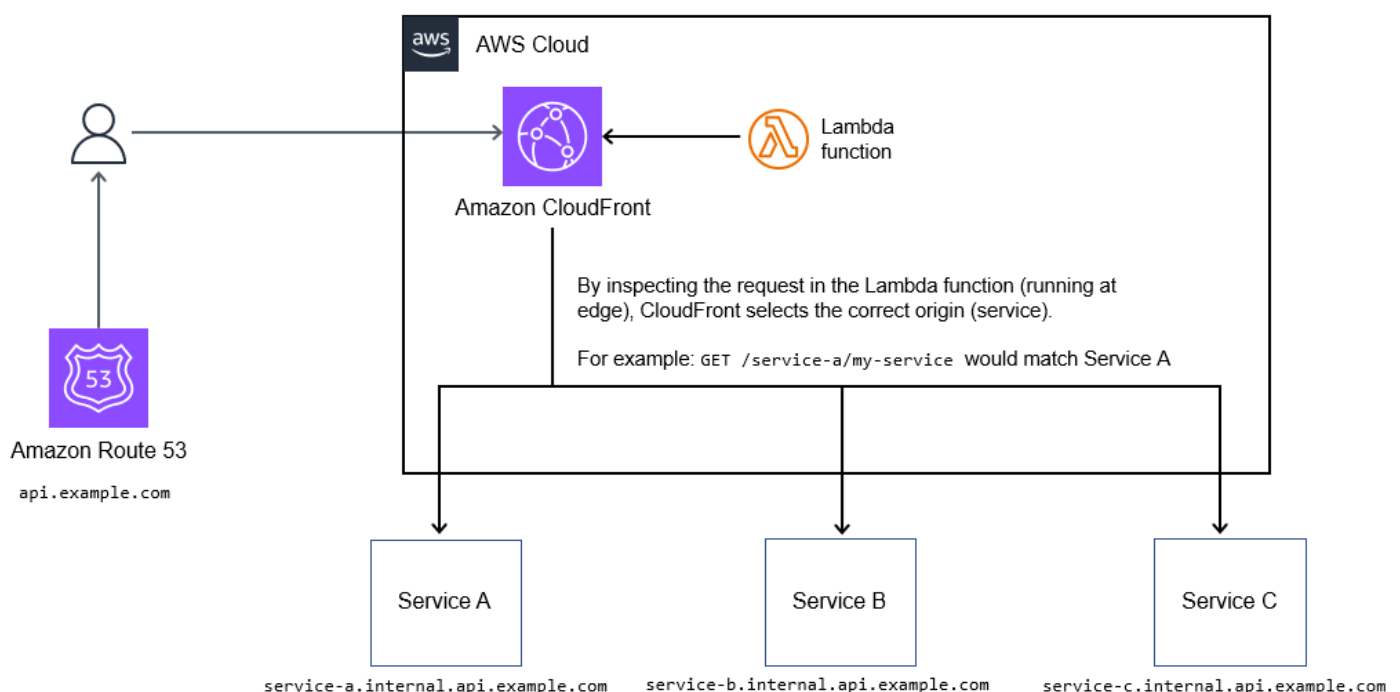 aws
AWS Cloud
Lambda
function
Amazon CloudFront
By inspecting the request in the Lambda function (running at
edge), CloudFront selects the correct origin (service).
For example: GET /service-a/my-service would match Service A
53
Amazon Route 53
api.example.com
Service A
Service B
Service C
service-a.internal.api.example.com
service-b.internal.api.example.com
service-c.internal.api.example.com